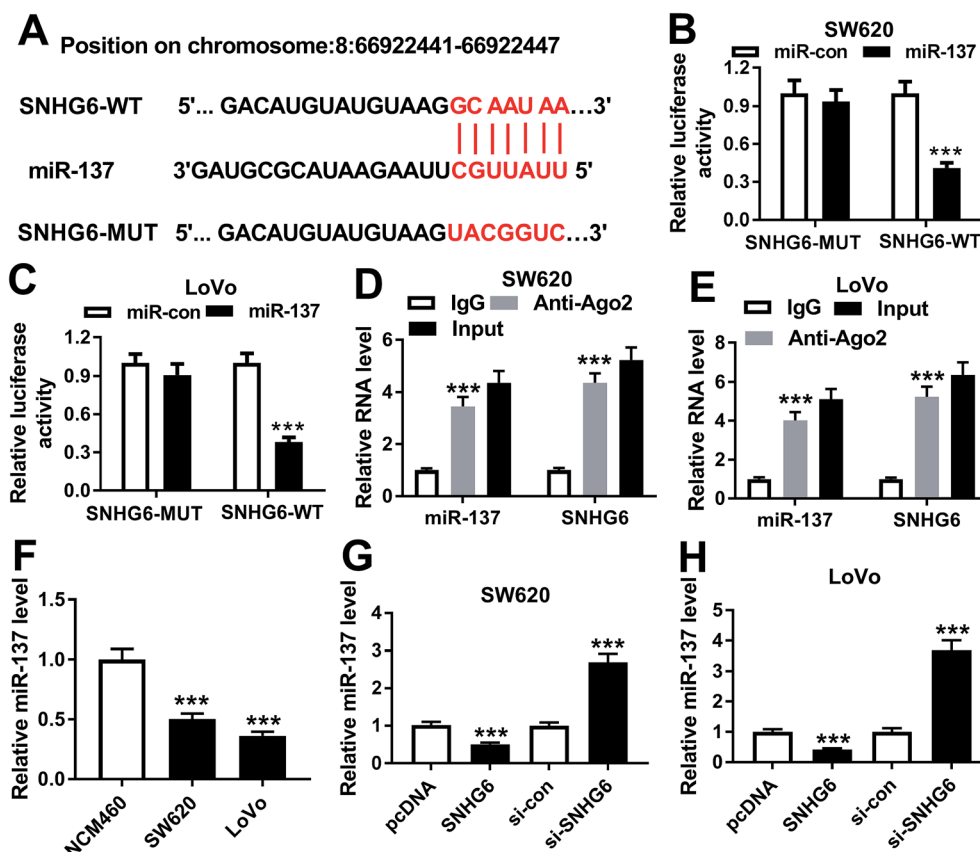 A
Position on chromosome:8:66922441-66922447
SNHG6-WT 5'... GACAUGUAUGUAAGGCAAUAA...3'
miR-137 3'GAUGCGCAUAAGAAUUCGUUAUU 5'
SNHG6-MUT 5'... GACAUGUAUGUAAGUACGGUC...3'
B
SW620
miR-con miR-137
Relative luciferase
activity
1.2
0.9
0.6
0.3
0.0
***
SNHG6-MUT SNHG6-WT
C
LoVo
miR-con miR-137
Relative luciferase
activity
1.2
0.9
0.6
0.3
0.0
***
SNHG6-MUT SNHG6-WT
D
SW620
IgG Anti-Ago2
Input
Relative RNA level
6
4
2
0
*** ***
miR-137 SNHG6
E
LoVo
IgG Input
Anti-Ago2
Relative RNA level
8
6
4
2
0
*** ***
miR-137 SNHG6
F
Relative miR-137 level
1.5
1.0
0.5
0.0
*** ***
NCM460 SW620 LoVo
G
SW620
Relative miR-137 level
4
3
2
1
0
*** ***
pcDNA SNHG6 si-con si-SNHG6
H
LoVo
Relative miR-137 level
5
4
3
2
1
0
*** ***
pcDNA SNHG6 si-con si-SNHG6